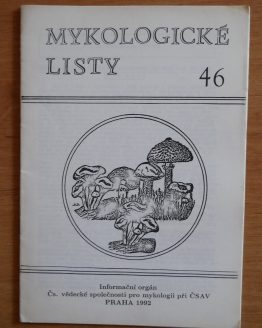 MYKOLOGICKÉ
LISTY
46
Informační orgán
Čs. vědecké společnosti pro mykologii při ČSAV
PRAHA 1992